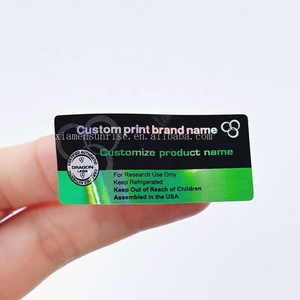 Custom print brand name
xiamensunrise.en.alibaba.com
Customize product name
DRAGON
LABS
For Research Use Only
Keep Refrigerated
Keep Out of Reach of Children
Assembled in the USA